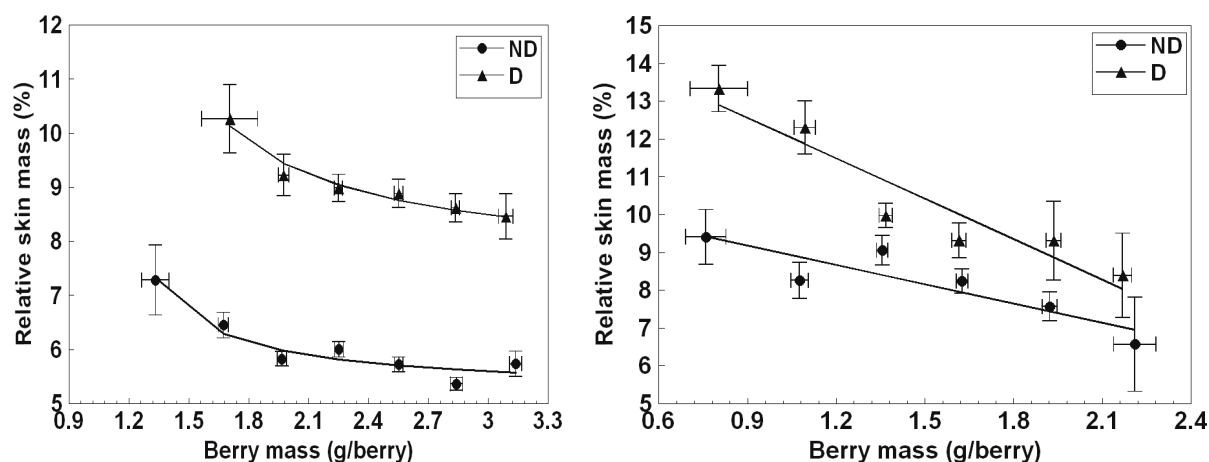 12
11
10
9
8
7
6
5
Relative skin mass (%)
ND
D
0.9 1.2 1.5 1.8 2.1 2.4 2.7 3 3.3
Berry mass (g/berry)
15
14
13
12
11
10
9
8
7
6
5
Relative skin mass (%)
ND
D
0.6 0.9 1.2 1.5 1.8 2.1 2.4
Berry mass (g/berry)